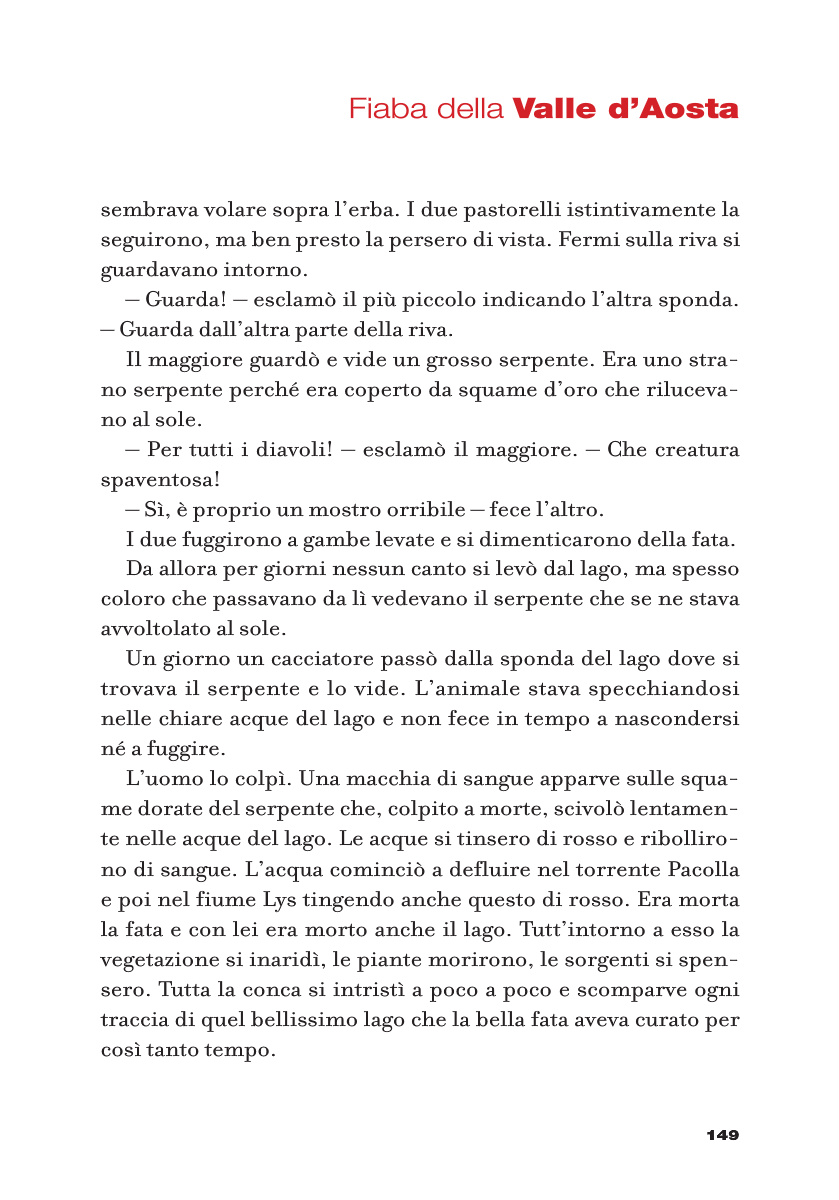 Fiaba della Valle d’Aosta
sembrava volare sopra l’erba. I due pastorelli istintivamente la
seguirono, ma ben presto la persero di vista. Fermi sulla riva si
guardavano intorno.
– Guarda! – esclamò il più piccolo indicando l’altra sponda.
– Guarda dall’altra parte della riva.
Il maggiore guardò e vide un grosso serpente. Era uno stra-
no serpente perché era coperto da squame d’oro che riluceva-
no al sole.
– Per tutti i diavoli! – esclamò il maggiore. – Che creatura
spaventosa!
– Sì, è proprio un mostro orribile – fece l’altro.
I due fuggirono a gambe levate e si dimenticarono della fata.
Da allora per giorni nessun canto si levò dal lago, ma spesso
coloro che passavano da lì vedevano il serpente che se ne stava
avvoltolato al sole.
Un giorno un cacciatore passò dalla sponda del lago dove si
trovava il serpente e lo vide. L’animale stava specchiandosi
nelle chiare acque del lago e non fece in tempo a nascondersi
né a fuggire.
L’uomo lo colpì. Una macchia di sangue apparve sulle squa-
me dorate del serpente che, colpito a morte, scivolò lentamen-
te nelle acque del lago. Le acque si tinsero di rosso e ribolliro-
no di sangue. L’acqua cominciò a defluire nel torrente Pacolla
e poi nel fiume Lys tingendo anche questo di rosso. Era morta
la fata e con lei era morto anche il lago. Tutt’intorno a esso la
vegetazione si inaridì, le piante morirono, le sorgenti si spen-
sero. Tutta la conca si intristì a poco a poco e scomparve ogni
traccia di quel bellissimo lago che la bella fata aveva curato per
così tanto tempo.
149